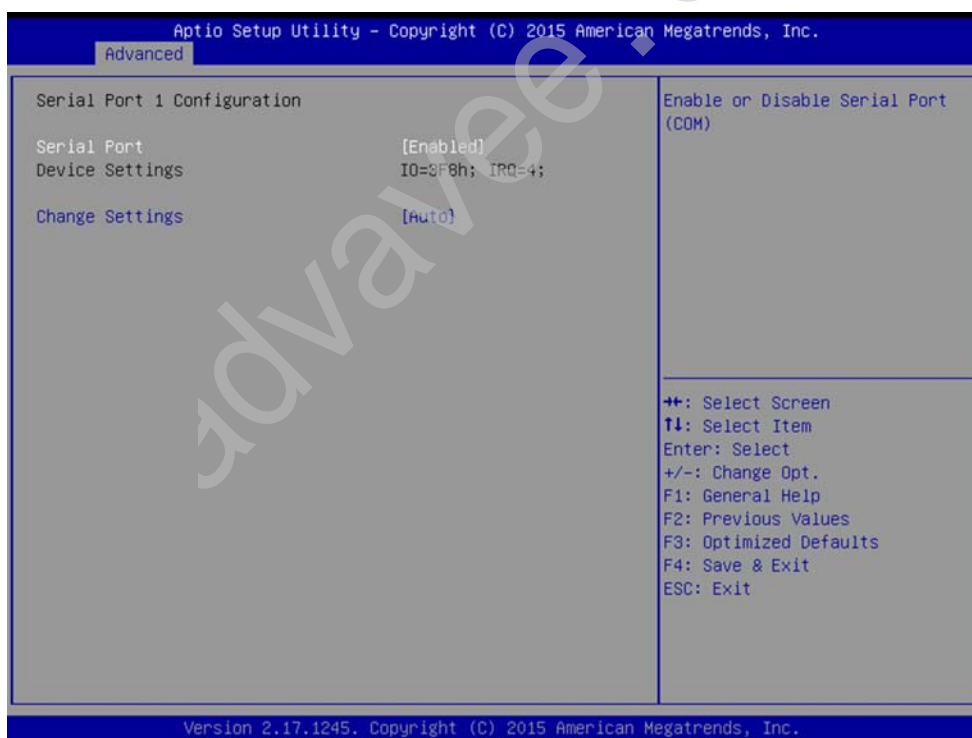 Aptio Setup Utility – Copyright (C) 2015 American Megatrends, Inc.
Advanced
Serial Port 1 Configuration
Serial Port [Enabled]
Device Settings IO=3F8h; IRQ=4;
Change Settings [Auto]
Enable or Disable Serial Port
(COM)
→←: Select Screen
↑↓: Select Item
Enter: Select
+/-: Change Opt.
F1: General Help
F2: Previous Values
F3: Optimized Defaults
F4: Save & Exit
ESC: Exit
Version 2.17.1245. Copyright (C) 2015 American Megatrends, Inc.
advavee.